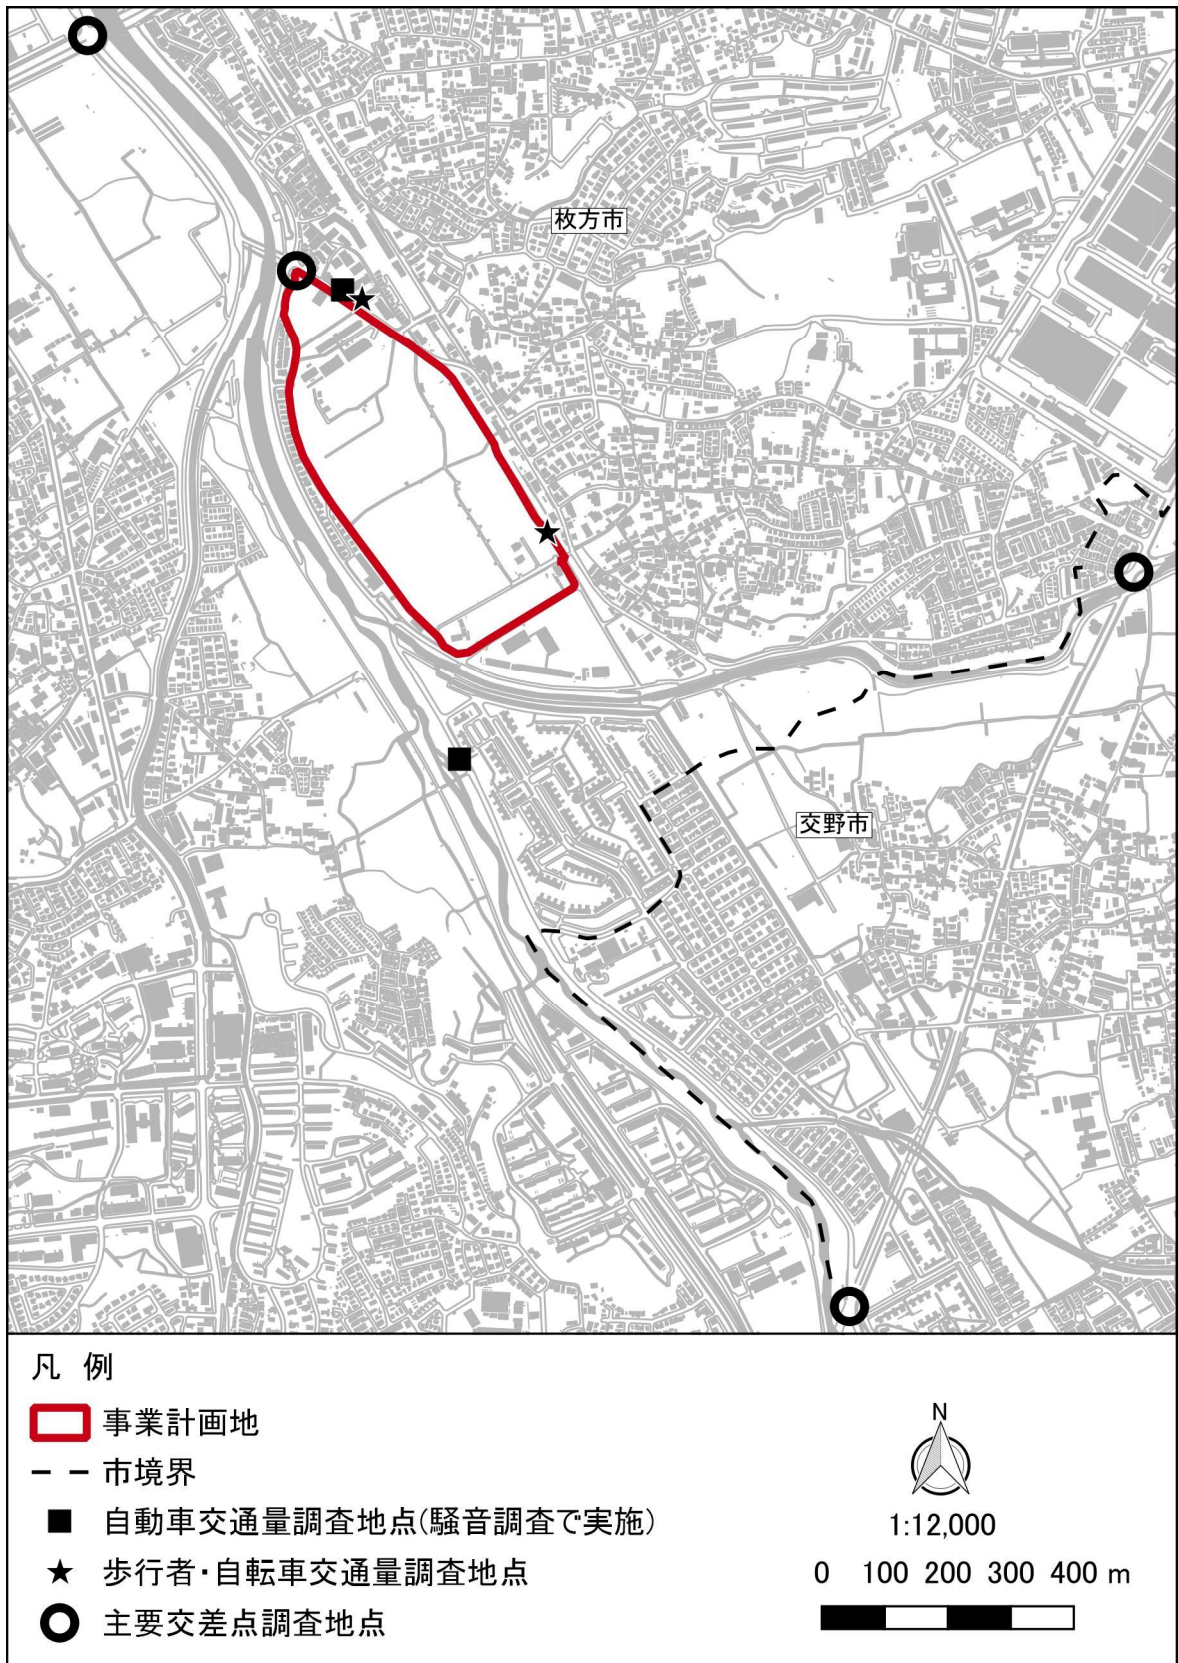 枚方市
交野市
凡 例
事業計画地
市境界
自動車交通量調査地点(騒音調査で実施)
歩行者・自転車交通量調査地点
主要交差点調査地点
N
1:12,000
0 100 200 300 400 m